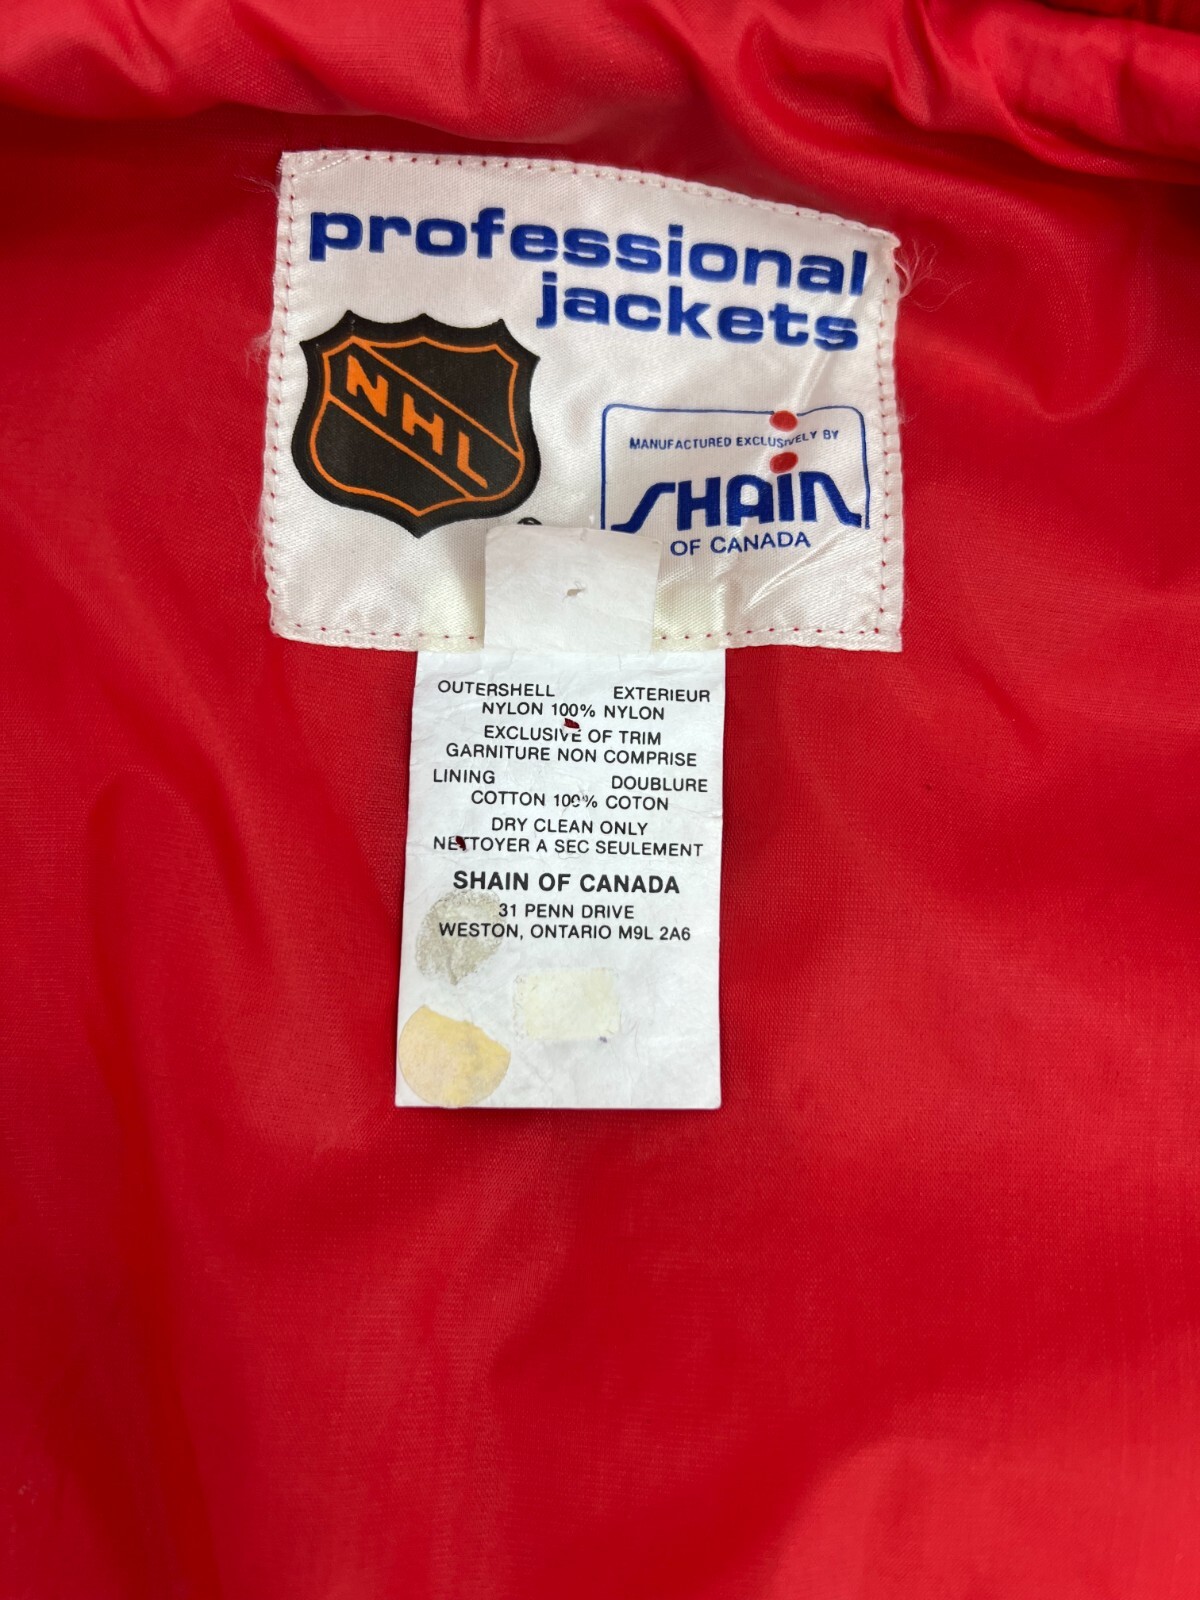 professional
jackets
NHL
MANUFACTURED EXCLUSIVELY BY
SHAIN
OF CANADA
OUTERSHELL EXTERIEUR
NYLON 100% NYLON
EXCLUSIVE OF TRIM
GARNITURE NON COMPRISE
LINING DOUBLURE
COTTON 100% COTON
DRY CLEAN ONLY
NETTOYER A SEC SEULEMENT
SHAIN OF CANADA
31 PENN DRIVE
WESTON, ONTARIO M9L 2A6